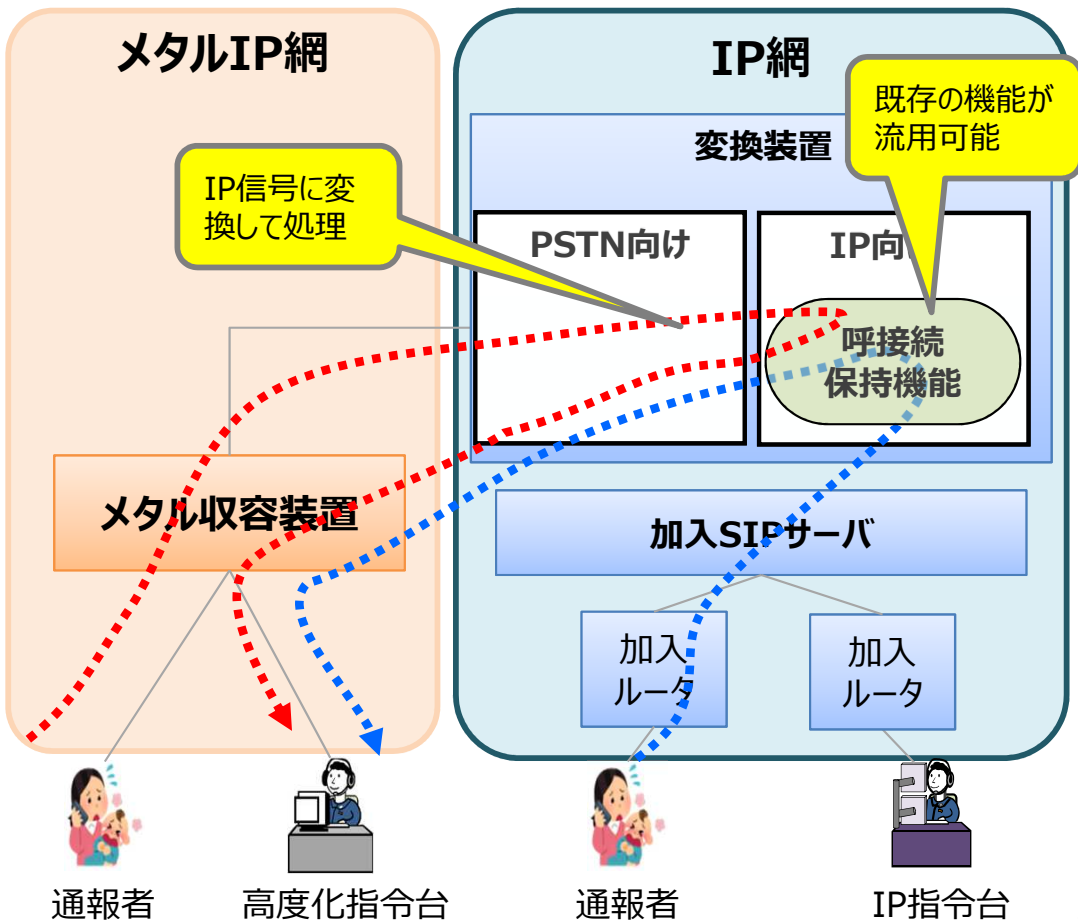 メタルIP網
IP網
既存の機能が
流用可能
変換装置
IP信号に変
換して処理
PSTN向け
IP向
呼接続
保持機能
メタル収容装置
加入SIPサーバ
加入
ルータ
加入
ルータ
通報者
高度化指令台
通報者
IP指令台